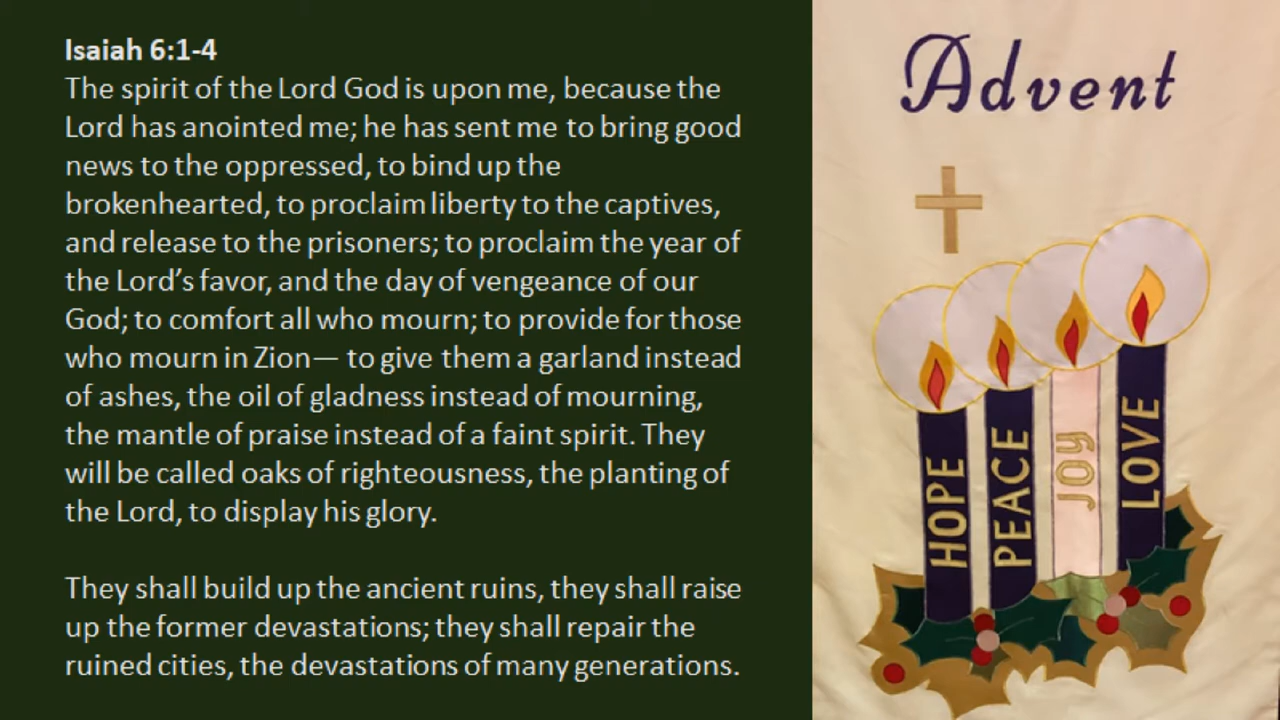 Isaiah 6:1-4
The spirit of the Lord God is upon me, because the
Lord has anointed me; he has sent me to bring good
news to the oppressed, to bind up the
brokenhearted, to proclaim liberty to the captives,
and release to the prisoners; to proclaim the year of
the Lord’s favor, and the day of vengeance of our
God; to comfort all who mourn; to provide for those
who mourn in Zion— to give them a garland instead
of ashes, the oil of gladness instead of mourning,
the mantle of praise instead of a faint spirit. They
will be called oaks of righteousness, the planting of
the Lord, to display his glory.
They shall build up the ancient ruins, they shall raise
up the former devastations; they shall repair the
ruined cities, the devastations of many generations.
Advent
HOPE
PEACE
JOY
LOVE